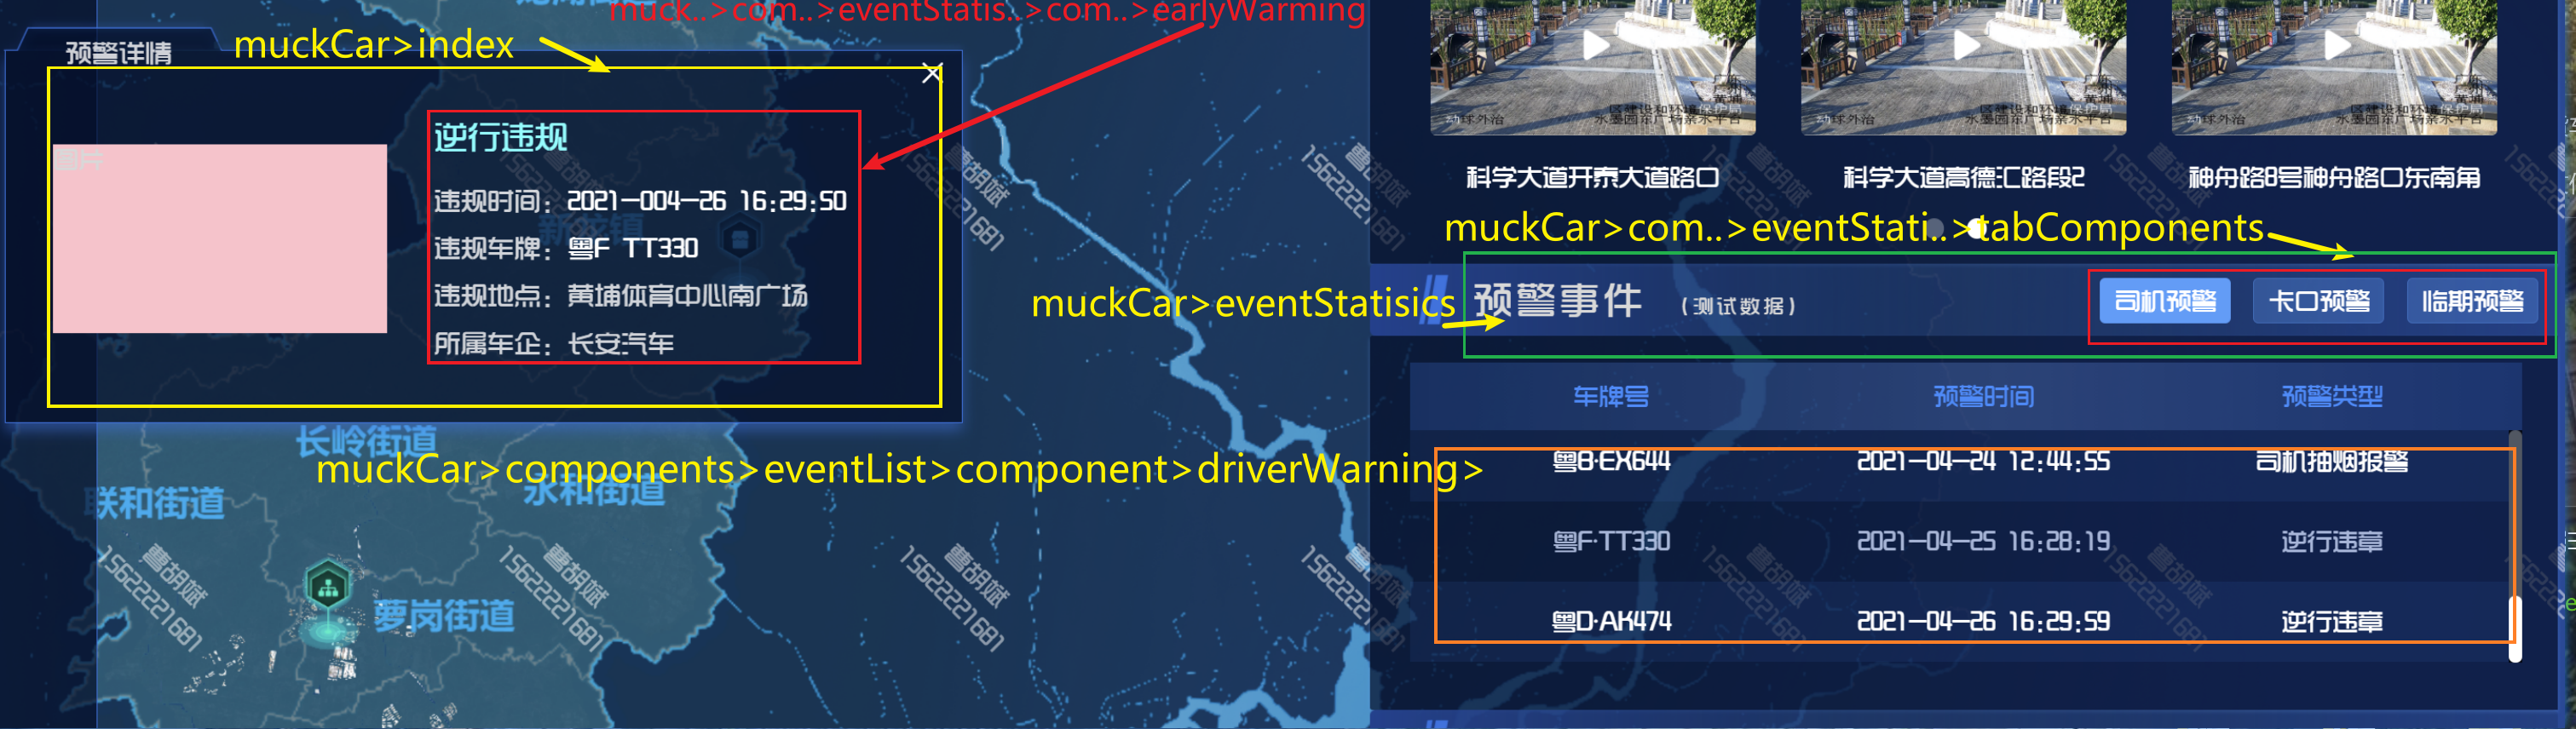 muck..>com..>eventStatis..>com..>earlyWarming
预警详情
muckCar>index
图片
逆行违规
违规时间：2021-004-26 16:29:50
违规车牌：粤F TT330
违规地点：黄埔体育中心南广场
所属车企：长安汽车
新龙镇
长岭街道
muckCar>components>eventList>component>driverWarning>
联和街道
永和街道
萝岗街道
科学大道开泰大道路口
科学大道高德汇路段2
神舟路8号神舟路口东南角
muckCar>com..>eventStati..>tabComponents
muckCar>eventStatisics
预警事件 (测试数据)
司机预警 卡口预警 临期预警
车牌号 预警时间 预警类型
粤B·EX644 2021-04-24 12:44:55 司机抽烟报警
粤F·TT330 2021-04-25 16:28:19 逆行违章
粤D·AK474 2021-04-26 16:29:59 逆行违章
曹胡斌
15622221681